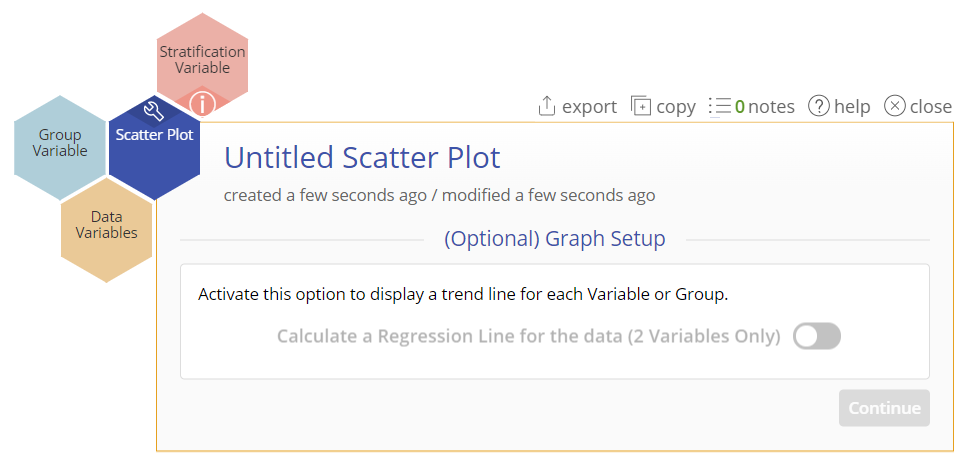 Stratification
Variable
export copy 0 notes help close
Group
Variable
Scatter Plot
Untitled Scatter Plot
created a few seconds ago / modified a few seconds ago
Data
Variables
(Optional) Graph Setup
Activate this option to display a trend line for each Variable or Group.
Calculate a Regression Line for the data (2 Variables Only)
Continue